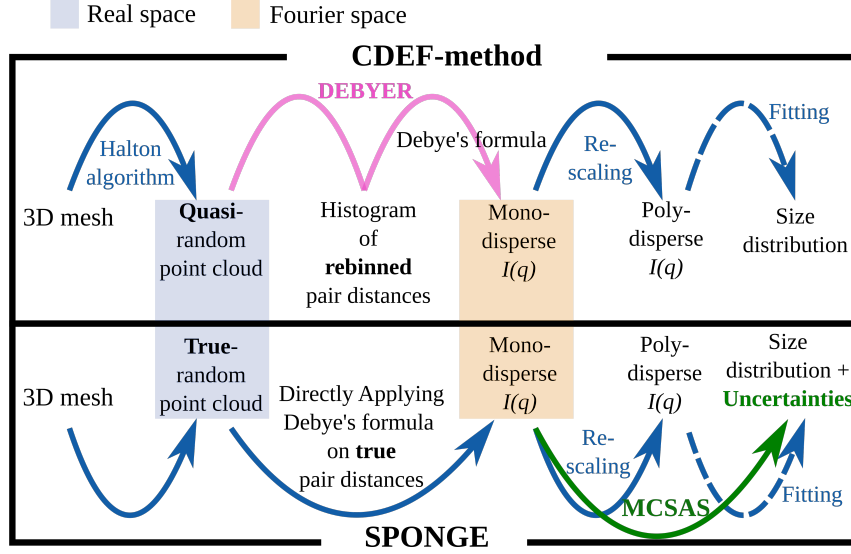 Real space
Fourier space
CDEF-method
DEBYER
Halton
algorithm
Debye's formula
Re-
scaling
Fitting
3D mesh
Quasi-
random
point cloud
Histogram
of
rebinned
pair distances
Mono-
disperse
I(q)
Poly-
disperse
I(q)
Size
distribution
3D mesh
True-
random
point cloud
Directly Applying
Debye's formula
on true
pair distances
Mono-
disperse
I(q)
Poly-
disperse
I(q)
Size
distribution +
Uncertainties
Re-
scaling
MCSAS
Fitting
SPONGE